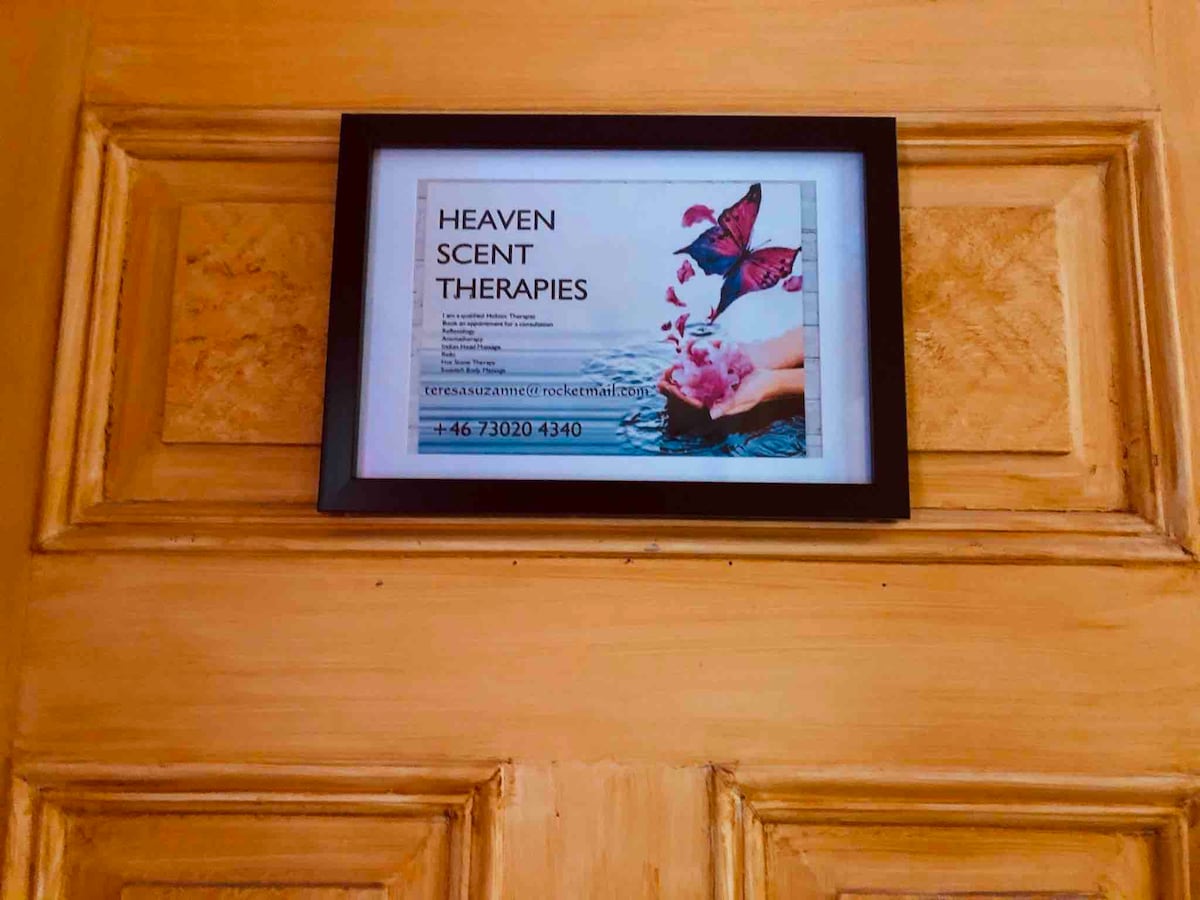 HEAVEN
SCENT
THERAPIES
I am a qualified Holistic Therapist
Book an appointment for a consultation
Reflexology
Aromatherapy
Indian Head Massage
Reiki
Hot Stone Therapy
Swedish Body Massage
teresasuzanne@rocketmail.com
+46 73020 4340